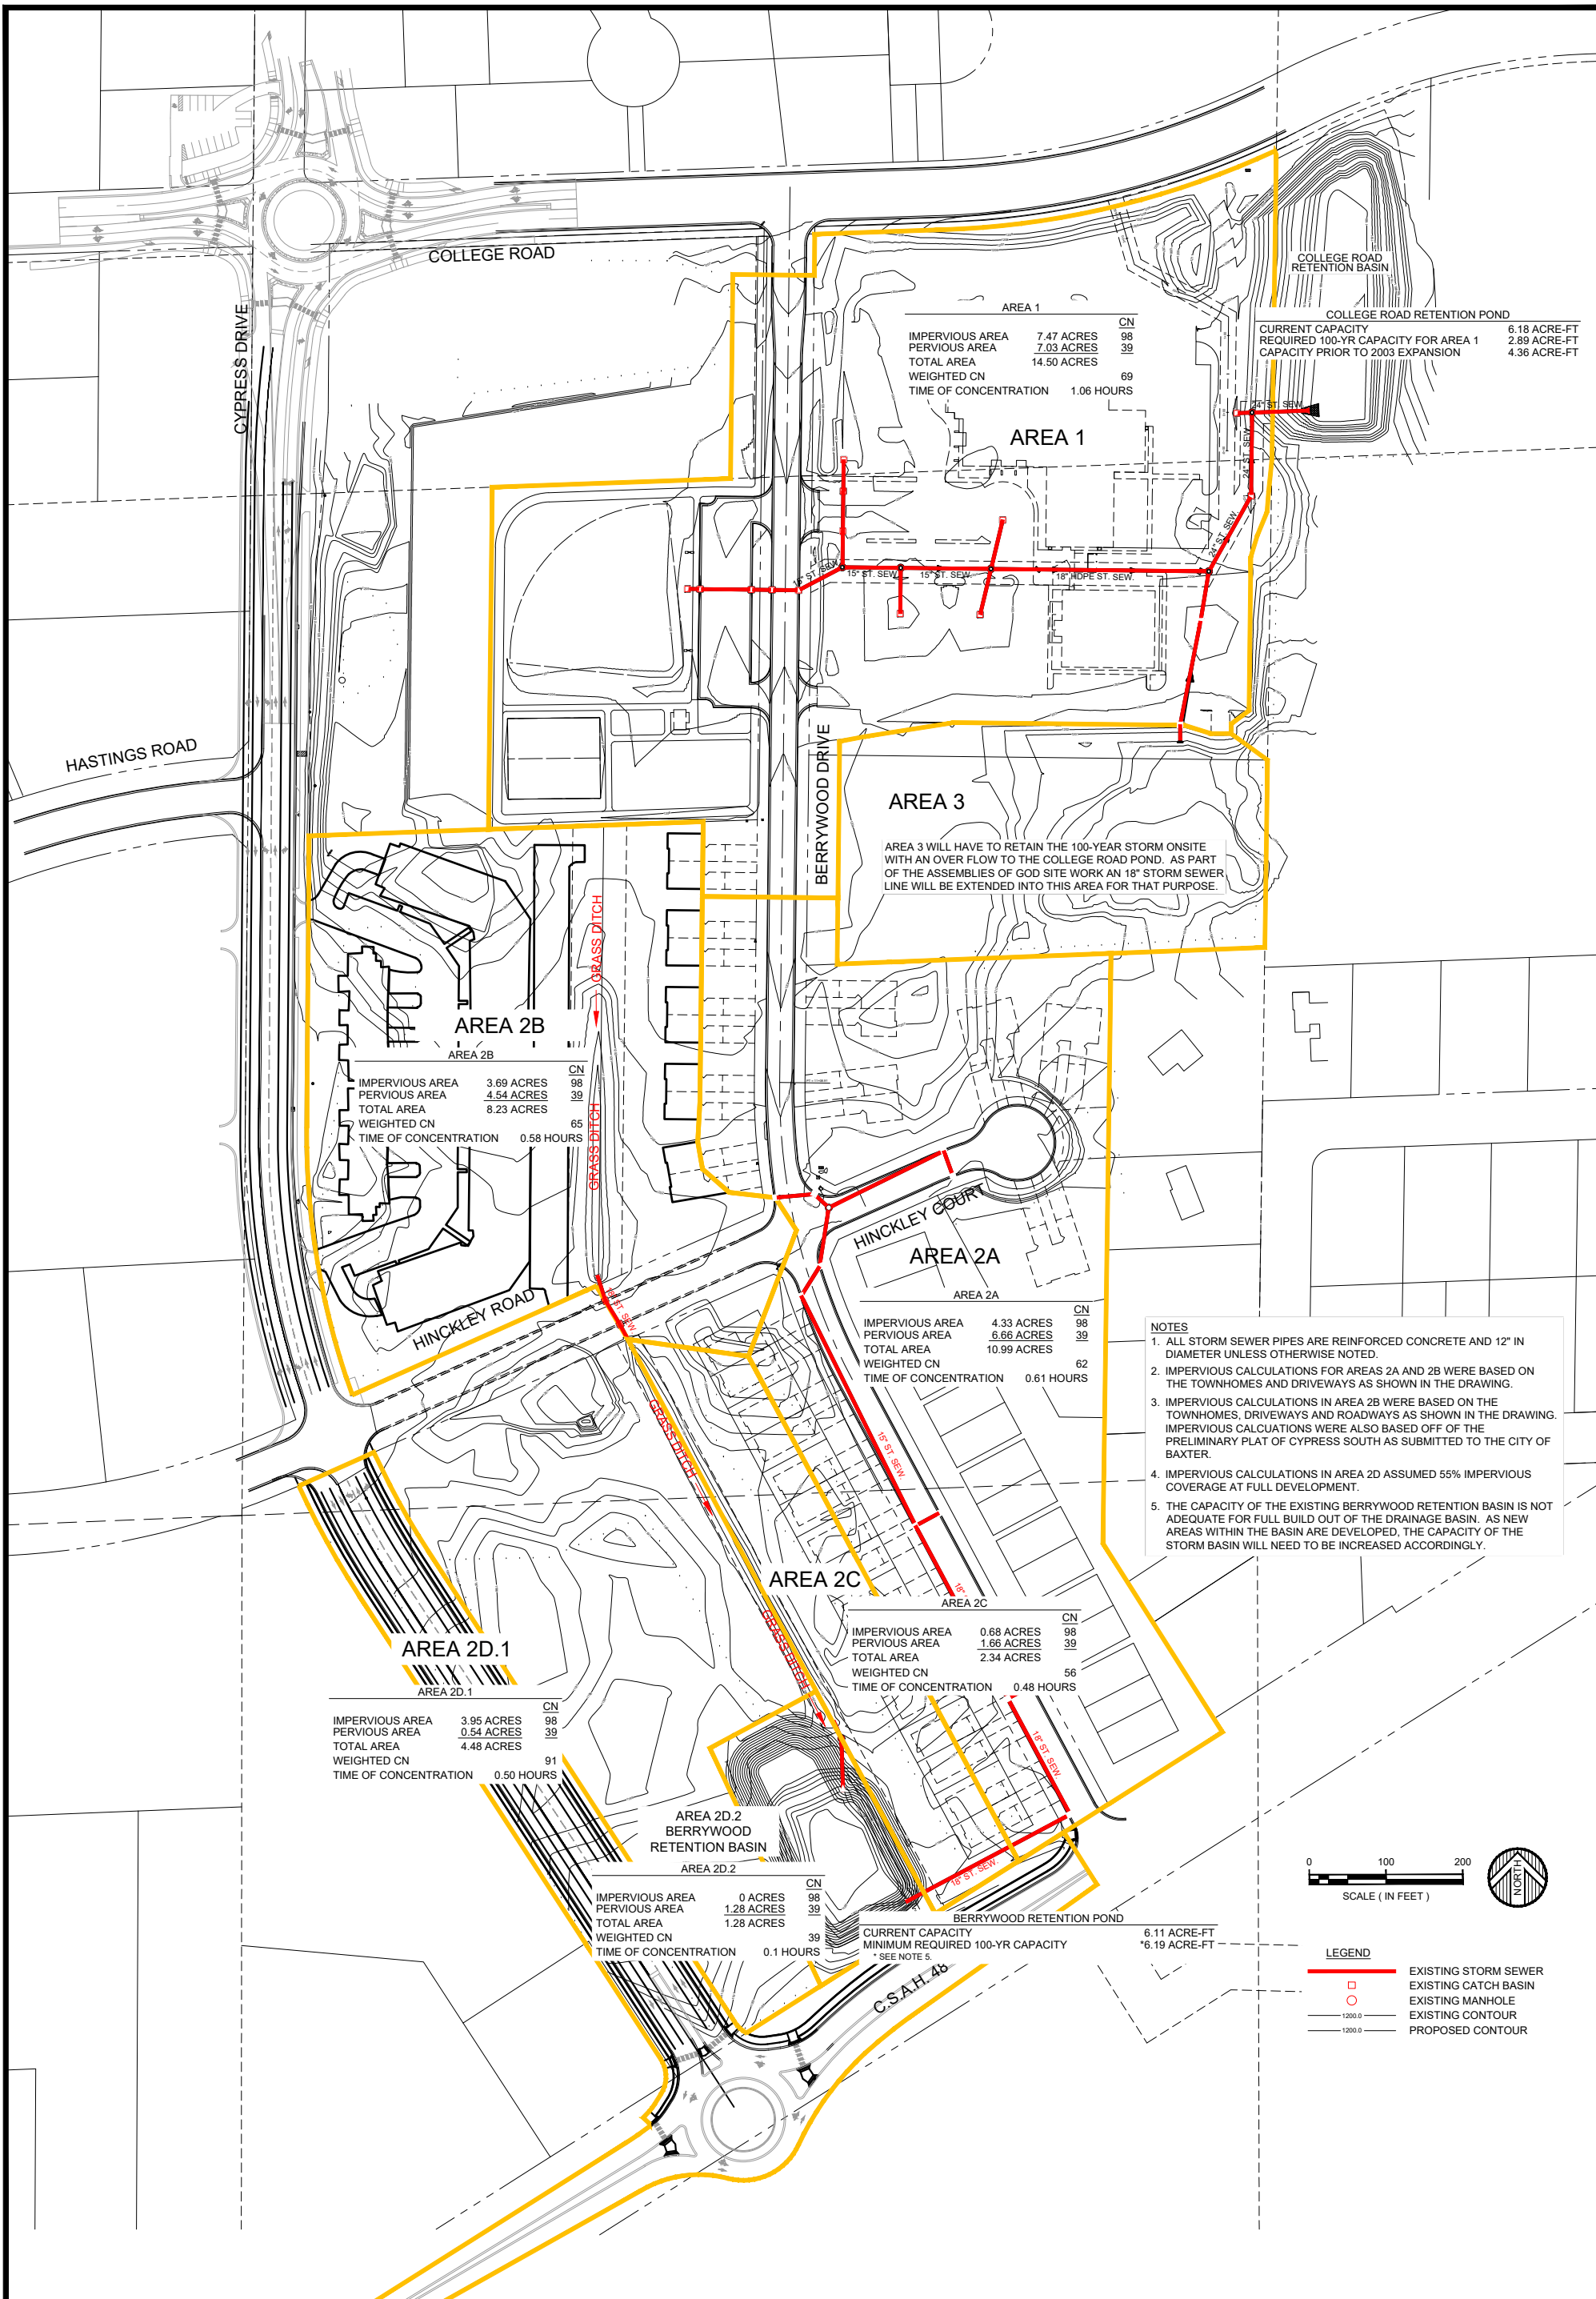 COLLEGE ROAD
CYPRESS DRIVE
HASTINGS ROAD
BERRYWOOD DRIVE
COLLEGE ROAD
RETENTION BASIN
COLLEGE ROAD RETENTION POND
CURRENT CAPACITY 6.18 ACRE-FT
REQUIRED 100-YR CAPACITY FOR AREA 1 2.89 ACRE-FT
CAPACITY PRIOR TO 2003 EXPANSION 4.36 ACRE-FT
AREA 1
CN
IMPERVIOUS AREA 7.47 ACRES 98
PERVIOUS AREA 7.03 ACRES 39
TOTAL AREA 14.50 ACRES
WEIGHTED CN 69
TIME OF CONCENTRATION 1.06 HOURS
AREA 1
24" ST. SEW.
24" ST. SEW.
24" ST. SEW.
15" ST. SEW.
15" ST. SEW.
15" ST. SEW.
18" HDPE ST. SEW.
AREA 3
AREA 3 WILL HAVE TO RETAIN THE 100-YEAR STORM ONSITE
WITH AN OVER FLOW TO THE COLLEGE ROAD POND. AS PART
OF THE ASSEMBLIES OF GOD SITE WORK AN 18" STORM SEWER
LINE WILL BE EXTENDED INTO THIS AREA FOR THAT PURPOSE.
GRASS DITCH
GRASS DITCH
AREA 2B
AREA 2B
CN
IMPERVIOUS AREA 3.69 ACRES 98
PERVIOUS AREA 4.54 ACRES 39
TOTAL AREA 8.23 ACRES
WEIGHTED CN 65
TIME OF CONCENTRATION 0.58 HOURS
HINCKLEY ROAD
18" ST. SEW.
HINCKLEY COURT
AREA 2A
AREA 2A
CN
IMPERVIOUS AREA 4.33 ACRES 98
PERVIOUS AREA 6.66 ACRES 39
TOTAL AREA 10.99 ACRES
WEIGHTED CN 62
TIME OF CONCENTRATION 0.61 HOURS
NOTES
1. ALL STORM SEWER PIPES ARE REINFORCED CONCRETE AND 12" IN
DIAMETER UNLESS OTHERWISE NOTED.
2. IMPERVIOUS CALCULATIONS FOR AREAS 2A AND 2B WERE BASED ON
THE TOWNHOMES AND DRIVEWAYS AS SHOWN IN THE DRAWING.
3. IMPERVIOUS CALCULATIONS IN AREA 2B WERE BASED ON THE
TOWNHOMES, DRIVEWAYS AND ROADWAYS AS SHOWN IN THE DRAWING.
IMPERVIOUS CALCUATIONS WERE ALSO BASED OFF OF THE
PRELIMINARY PLAT OF CYPRESS SOUTH AS SUBMITTED TO THE CITY OF
BAXTER.
4. IMPERVIOUS CALCULATIONS IN AREA 2D ASSUMED 55% IMPERVIOUS
COVERAGE AT FULL DEVELOPMENT.
5. THE CAPACITY OF THE EXISTING BERRYWOOD RETENTION BASIN IS NOT
ADEQUATE FOR FULL BUILD OUT OF THE DRAINAGE BASIN. AS NEW
AREAS WITHIN THE BASIN ARE DEVELOPED, THE CAPACITY OF THE
STORM BASIN WILL NEED TO BE INCREASED ACCORDINGLY.
GRASS DITCH
15" ST. SEW.
GRASS DITCH
18"
AREA 2C
AREA 2C
CN
IMPERVIOUS AREA 0.68 ACRES 98
PERVIOUS AREA 1.66 ACRES 39
TOTAL AREA 2.34 ACRES
WEIGHTED CN 56
TIME OF CONCENTRATION 0.48 HOURS
AREA 2D.1
AREA 2D.1
CN
IMPERVIOUS AREA 3.95 ACRES 98
PERVIOUS AREA 0.54 ACRES 39
TOTAL AREA 4.48 ACRES
WEIGHTED CN 91
TIME OF CONCENTRATION 0.50 HOURS
18" ST. SEW.
AREA 2D.2
BERRYWOOD
RETENTION BASIN
AREA 2D.2
CN
IMPERVIOUS AREA 0 ACRES 98
PERVIOUS AREA 1.28 ACRES 39
TOTAL AREA 1.28 ACRES
WEIGHTED CN 39
TIME OF CONCENTRATION 0.1 HOURS
18" ST. SEW.
BERRYWOOD RETENTION POND
CURRENT CAPACITY 6.11 ACRE-FT
MINIMUM REQUIRED 100-YR CAPACITY *6.19 ACRE-FT
* SEE NOTE 5.
C.S.A.H. 48
0 100 200
SCALE ( IN FEET )
NORTH
LEGEND
EXISTING STORM SEWER
EXISTING CATCH BASIN
EXISTING MANHOLE
1200.0 EXISTING CONTOUR
1200.0 PROPOSED CONTOUR